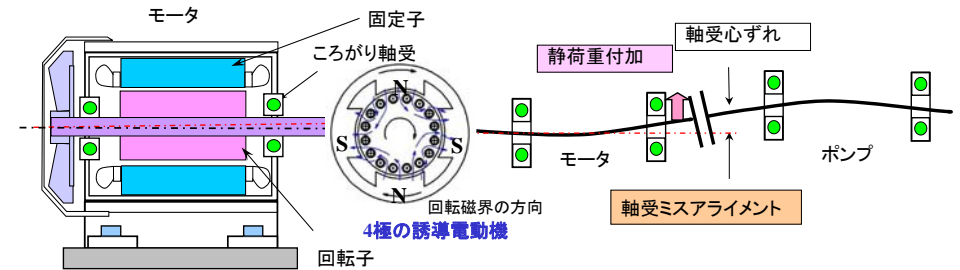 モータ
固定子
ころがり軸受
回転子
N
S
S
N
回転磁界の方向
4極の誘導電動機
静荷重付加
軸受心ずれ
モータ
ポンプ
軸受ミスアライメント